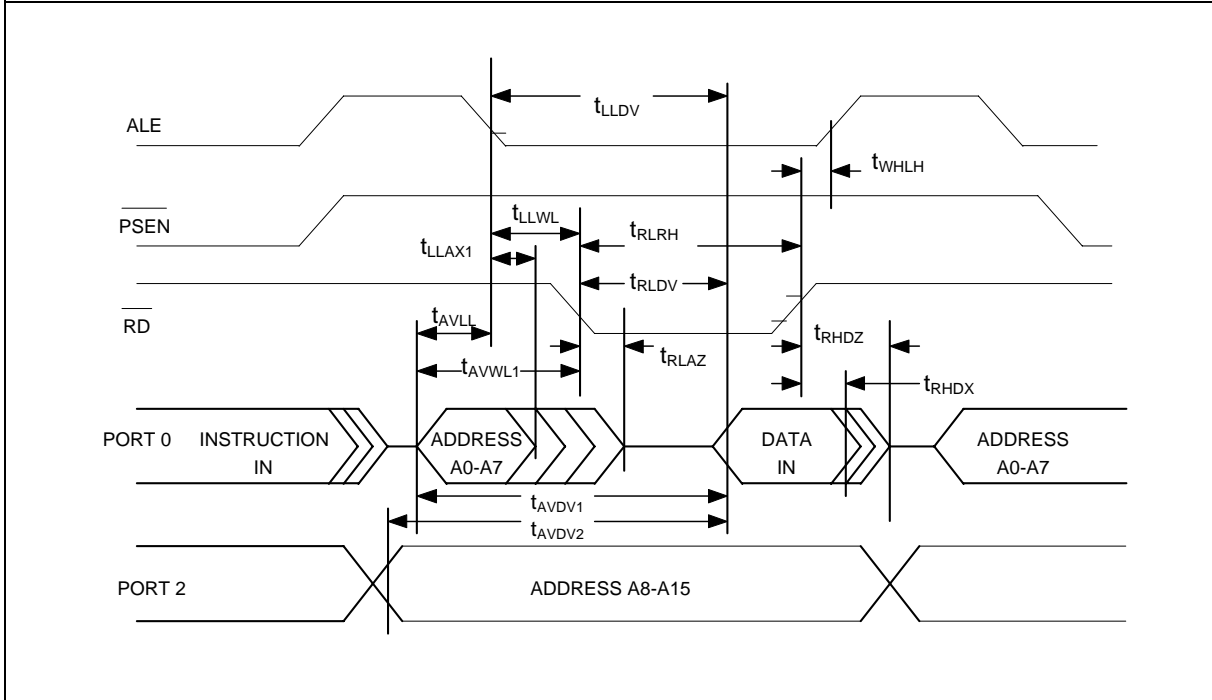 tLLDV
ALE
tWHLH
PSEN
tLLWL
tLLAX1
tRLRH
tRLDV
RD
tAVLL
tRLAZ
tRHDZ
tAVWL1
tRHDX
PORT 0
INSTRUCTION
IN
ADDRESS
A0-A7
DATA
IN
ADDRESS
A0-A7
tAVDV1
tAVDV2
PORT 2
ADDRESS A8-A15